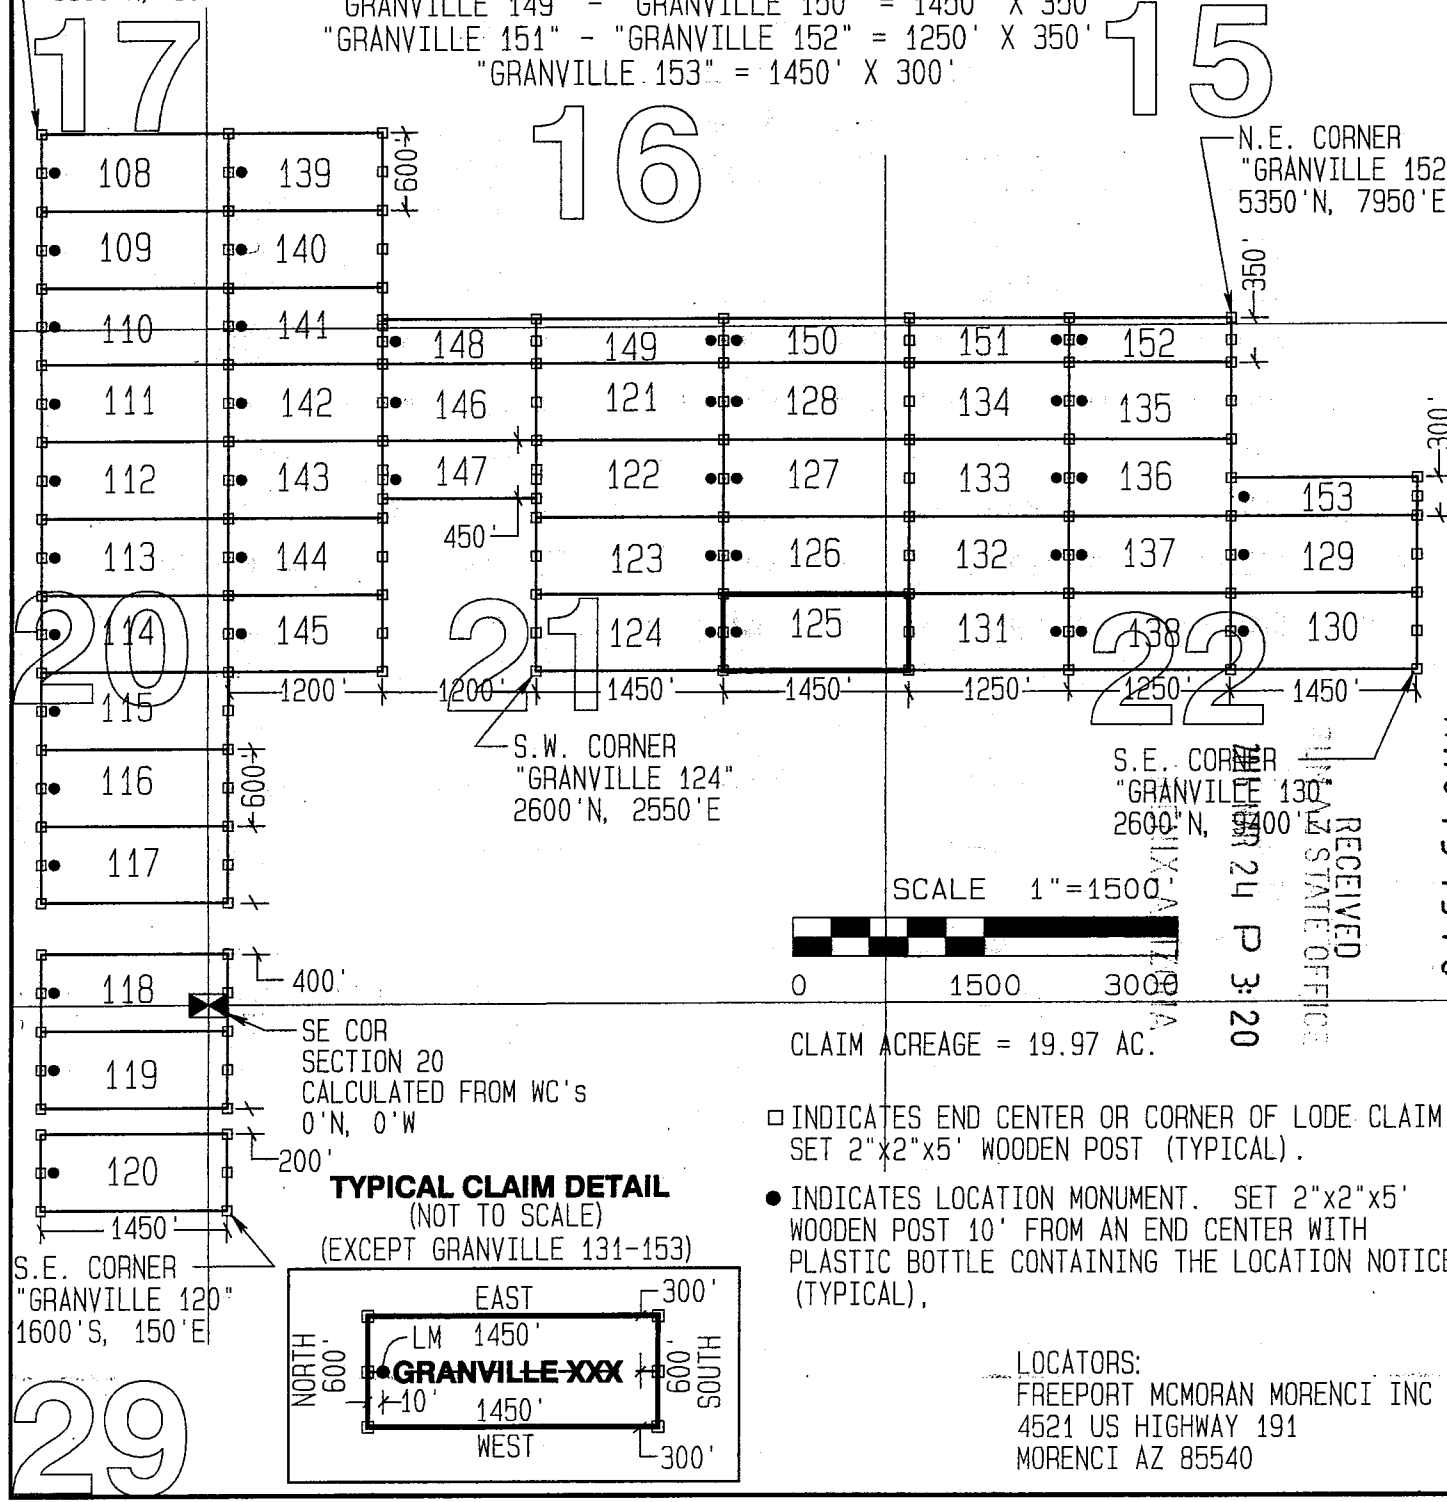 "GRANVILLE 149" - "GRANVILLE 150" = 1450' X 350'
"GRANVILLE 151" - "GRANVILLE 152" = 1250' X 350'
"GRANVILLE 153" = 1450' X 300'
17
16
15
N.E. CORNER
"GRANVILLE 152
5350'N, 7950'E
108 139 600'
109 140
350'
110 141 148 149 150 151 152
111 142 146 121 128 134 135
300'
112 143 147 122 127 133 136 153
450'
113 144 123 126 132 137 129
20 21 22
114 145 124 125 131 138 130
1200' 1200' 1450' 1450' 1250' 1250' 1450'
115
S.W. CORNER
"GRANVILLE 124"
2600'N, 2550'E
S.E. CORNER
"GRANVILLE 130"
2600'N, 9400'E
116 600'
117
RECEIVED
AZ STATE OFFICE
24 P 3:20
SCALE 1"=1500'
0 1500 3000
118 400'
SE COR
SECTION 20
CALCULATED FROM WC's
0'N, 0'W
119
CLAIM ACREAGE = 19.97 AC.
INDICATES END CENTER OR CORNER OF LODE CLAIM
SET 2"x2"x5' WOODEN POST (TYPICAL).
INDICATES LOCATION MONUMENT. SET 2"x2"x5'
WOODEN POST 10' FROM AN END CENTER WITH
PLASTIC BOTTLE CONTAINING THE LOCATION NOTICE
(TYPICAL),
120 200'
1450'
S.E. CORNER
"GRANVILLE 120"
1600'S, 150'E
TYPICAL CLAIM DETAIL
(NOT TO SCALE)
(EXCEPT GRANVILLE 131-153)
EAST 300'
LM 1450'
NORTH
600'
GRANVILLE XXX
600'
SOUTH
10' 1450'
WEST 300'
29
LOCATORS:
FREEPORT MCMORAN MORENCI INC
4521 US HIGHWAY 191
MORENCI AZ 85540